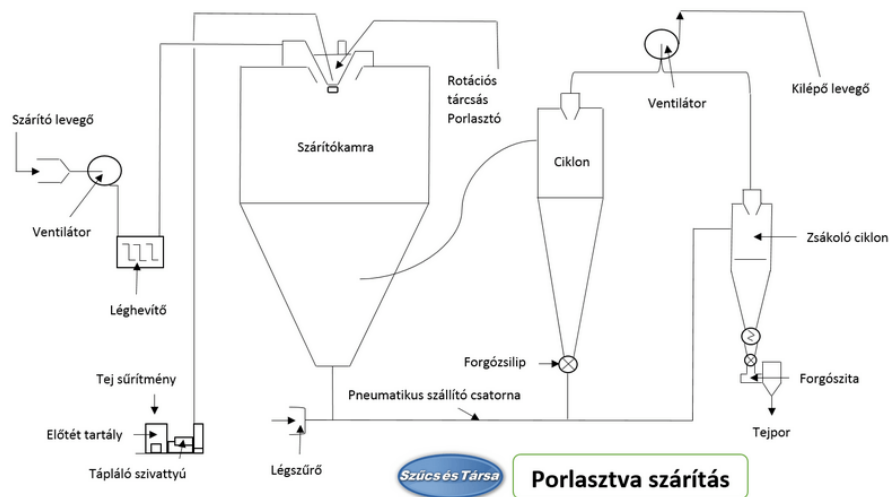 Rotációs
tárcsás
Porlasztó
Ventilátor
Kilépő levegő
Szárító levegő
Szárítókamra
Ciklon
Ventilátor
Zsákoló ciklon
Léghevítő
Forgózsilip
Tej sűrítmény
Pneumatikus szállító csatorna
Forgószita
Előtét tartály
Tejpor
Tápláló szivattyú
Légszűrő
Szücs és Társa
Porlasztva szárítás